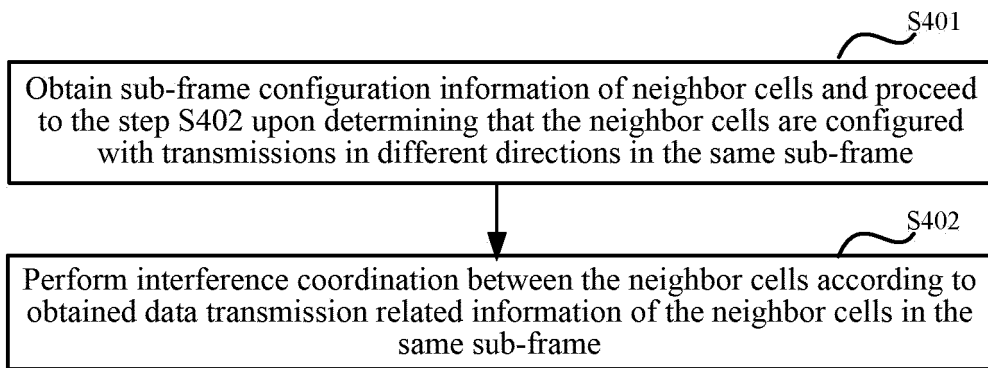 S401
Obtain sub-frame configuration information of neighbor cells and proceed
to the step S402 upon determining that the neighbor cells are configured
with transmissions in different directions in the same sub-frame
S402
Perform interference coordination between the neighbor cells according to
obtained data transmission related information of the neighbor cells in the
same sub-frame